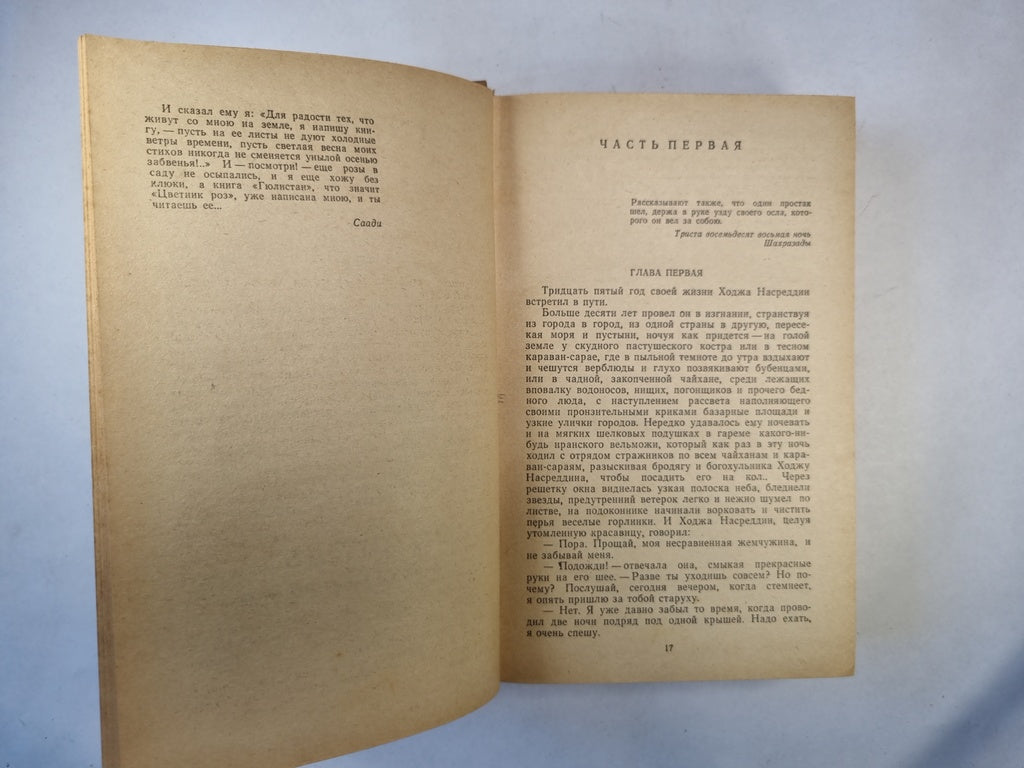 И сказал ему я: «Для радости тех, что
живут со мною на земле, я напишу кни-
гу, — пусть на ее листы не дуют холодные
ветры времени, пусть светлая весна моих
стихов никогда не сменяется унылой осенью
забвенья!..» И — посмотри! — еще розы в
саду не осыпались, и я еще хожу без
клюки, а книга «Гюлистан», что значит
«Цветник роз», уже написана мною, и ты
читаешь ее...
Саади
ЧАСТЬ ПЕРВАЯ
Рассказывают также, что один простак
шел, держа в руке узду своего осла, кото-
рого он вел за собою.
Триста восемьдесят восьмая ночь
Шахразады
ГЛАВА ПЕРВАЯ
Тридцать пятый год своей жизни Ходжа Насреддин
встретил в пути.
Больше десяти лет провел он в изгнании, странствуя
из города в город, из одной страны в другую, пересе-
кая моря и пустыни, ночуя как придется — на голой
земле у скудного пастушеского костра или в тесном
караван-сарае, где в пыльной темноте до утра вздыхают
и чешутся верблюды и глухо позвякивают бубенцами,
или в чадной, закопченной чайхане, среди лежащих
вповалку водоносов, нищих, погонщиков и прочего бед-
ного люда, с наступлением рассвета наполняющего
своими пронзительными криками базарные площади и
узкие улички городов. Нередко удавалось ему ночевать
и на мягких шелковых подушках в гареме какого-ни-
будь иранского вельможи, который как раз в эту ночь
ходил с отрядом стражников по всем чайханам и кара-
ван-сараям, разыскивая бродягу и богохульника Ходжу
Насреддина, чтобы посадить его на кол.. Через
решетку окна виднелась узкая полоска неба, бледнели
звезды, предутренний ветерок легко и нежно шумел по
листве, на подоконнике начинали ворковать и чистить
перья веселые горлинки. И Ходжа Насреддин, целуя
утомленную красавицу, говорил:
— Пора. Прощай, моя несравненная жемчужина, и
не забывай меня.
— Подожди! — отвечала она, смыкая прекрасные
руки на его шее. — Разве ты уходишь совсем? Но по-
чему? Послушай, сегодня вечером, когда стемнеет,
я опять пришлю за тобой старуху.
— Нет. Я уже давно забыл то время, когда прово-
дил две ночи подряд под одной крышей. Надо ехать,
я очень спешу.
17